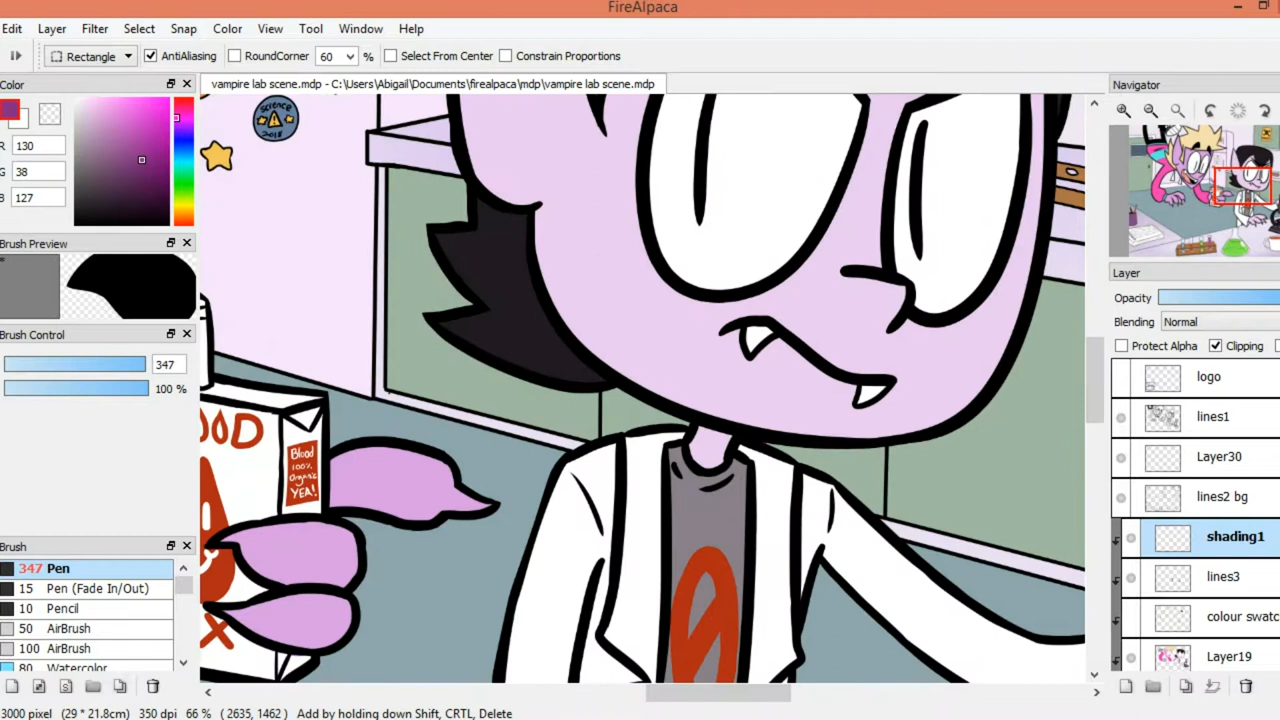 FireAlpaca
Edit Layer Filter Select Snap Color View Tool Window Help
Rectangle AntiAliasing RoundCorner 60 % Select From Center Constrain Proportions
Color
vampire lab scene.mdp - C:\Users\Abigail\Documents\firealpaca\mdp\vampire lab scene.mdp
Navigator
R 130
G 38
B 127
SCIENCE
2018
Brush Preview
Brush Control
347
100 %
Layer
Opacity
Blending Normal
Protect Alpha Clipping
logo
lines1
Layer30
lines2 bg
shading1
lines3
colour swatc
Layer19
OOD
Blood
100%
Organic
YEA!
X
Brush
347 Pen
15 Pen (Fade In/Out)
10 Pencil
50 AirBrush
100 AirBrush
80 Watercolor
3000 pixel (29 * 21.8cm) 350 dpi 66 % ( 2635, 1462 ) Add by holding down Shift, CRTL, Delete